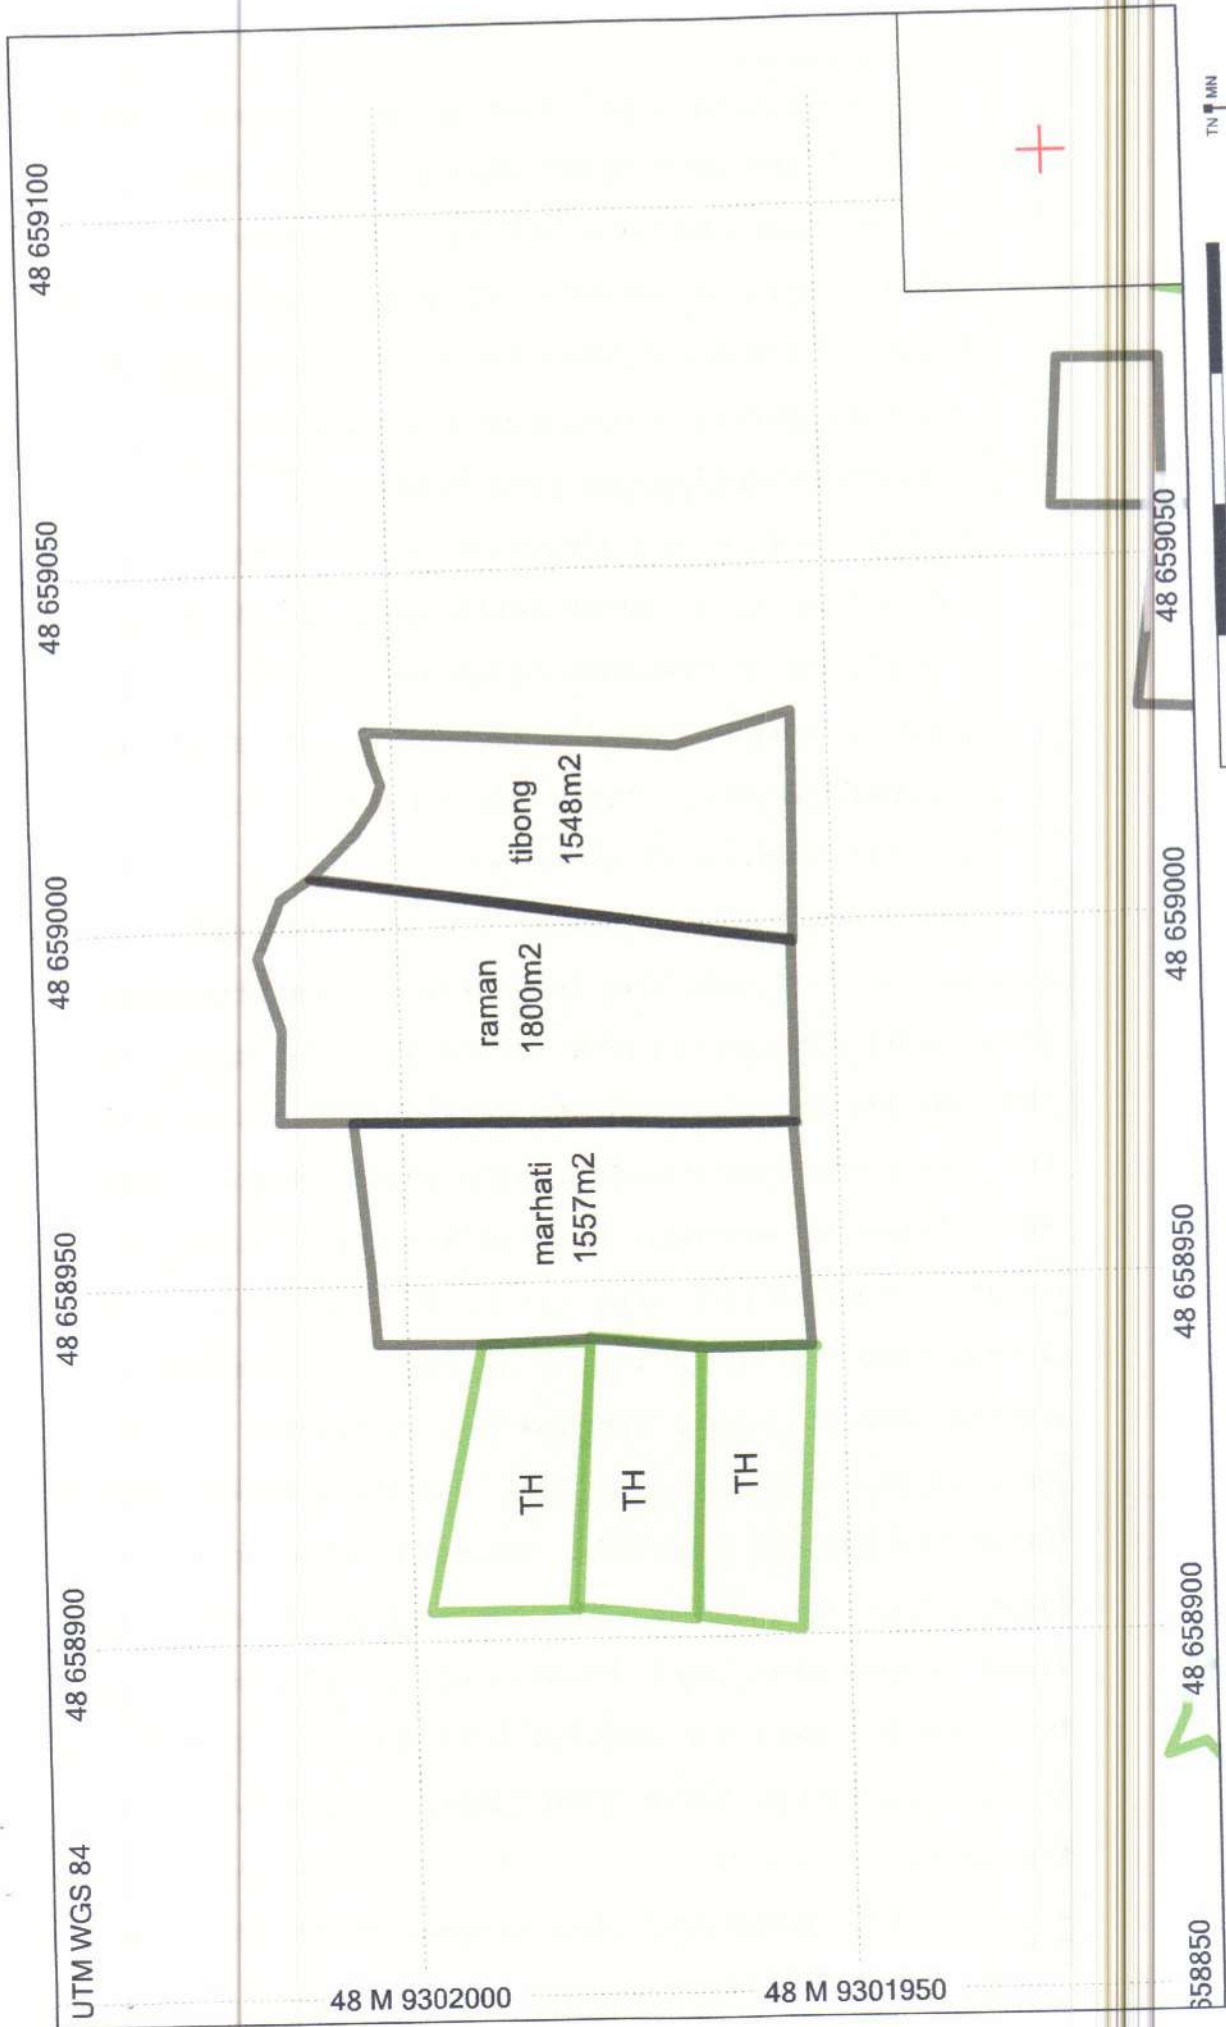 UTM WGS 84
48 658900
48 658950
48 659000
48 659050
48 659100
48 M 9302000
48 M 9301950
TH
TH
TH
marhati
1557m2
raman
1800m2
tibong
1548m2
658850
48 658900
48 658950
48 659000
48 659050
TN MN